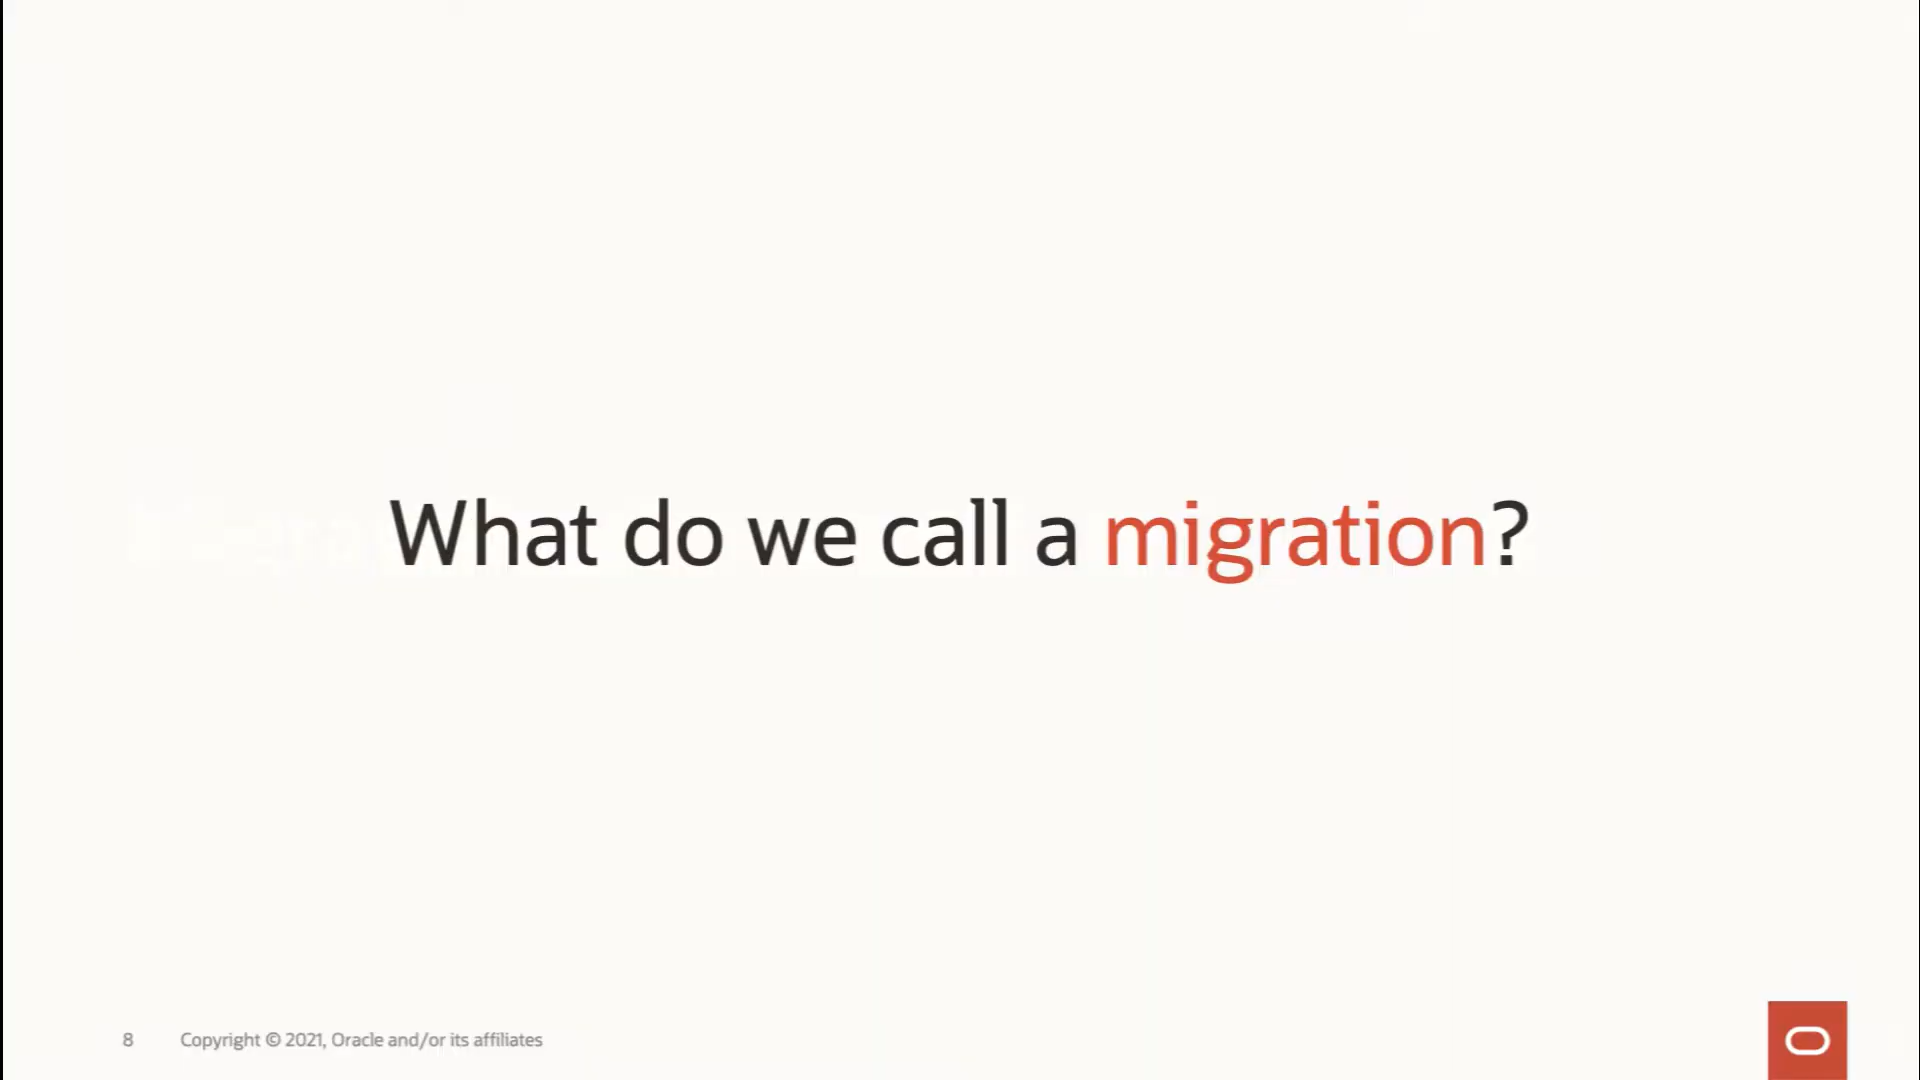 What do we call a migration?
8 Copyright © 2021, Oracle and/or its affiliates